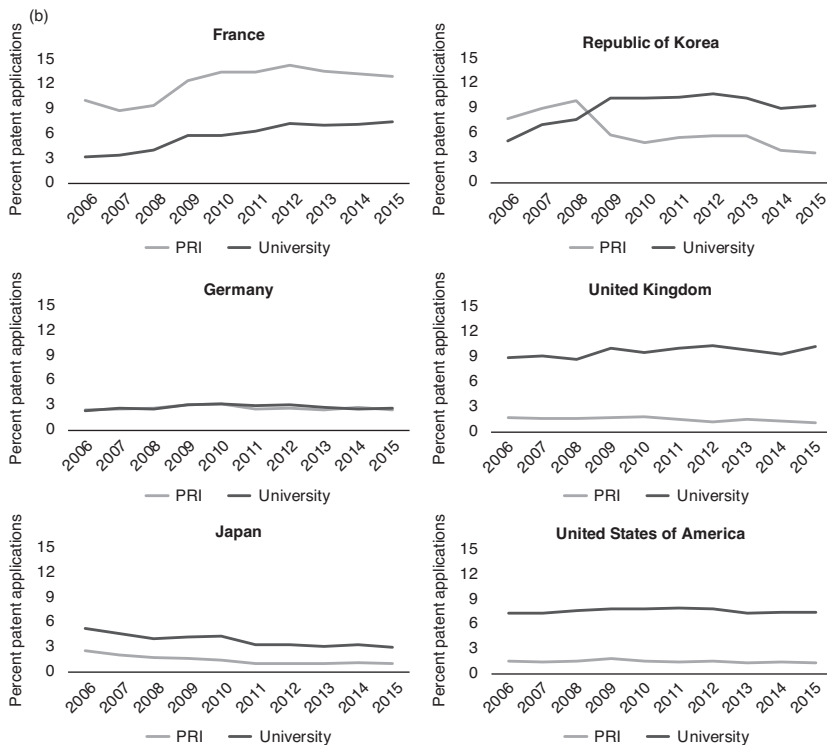 (b)
France
Percent patent applications
15
12
9
6
3
0
2006 2007 2008 2009 2010 2011 2012 2013 2014 2015
PRI University
Republic of Korea
Percent patent applications
15
12
9
6
3
0
2006 2007 2008 2009 2010 2011 2012 2013 2014 2015
PRI University
Germany
Percent patent applications
15
12
9
6
3
0
2006 2007 2008 2009 2010 2011 2012 2013 2014 2015
PRI University
United Kingdom
Percent patent applications
15
12
9
6
3
0
2006 2007 2008 2009 2010 2011 2012 2013 2014 2015
PRI University
Japan
Percent patent applications
15
12
9
6
3
0
2006 2007 2008 2009 2010 2011 2012 2013 2014 2015
PRI University
United States of America
Percent patent applications
15
12
9
6
3
0
2006 2007 2008 2009 2010 2011 2012 2013 2014 2015
PRI University